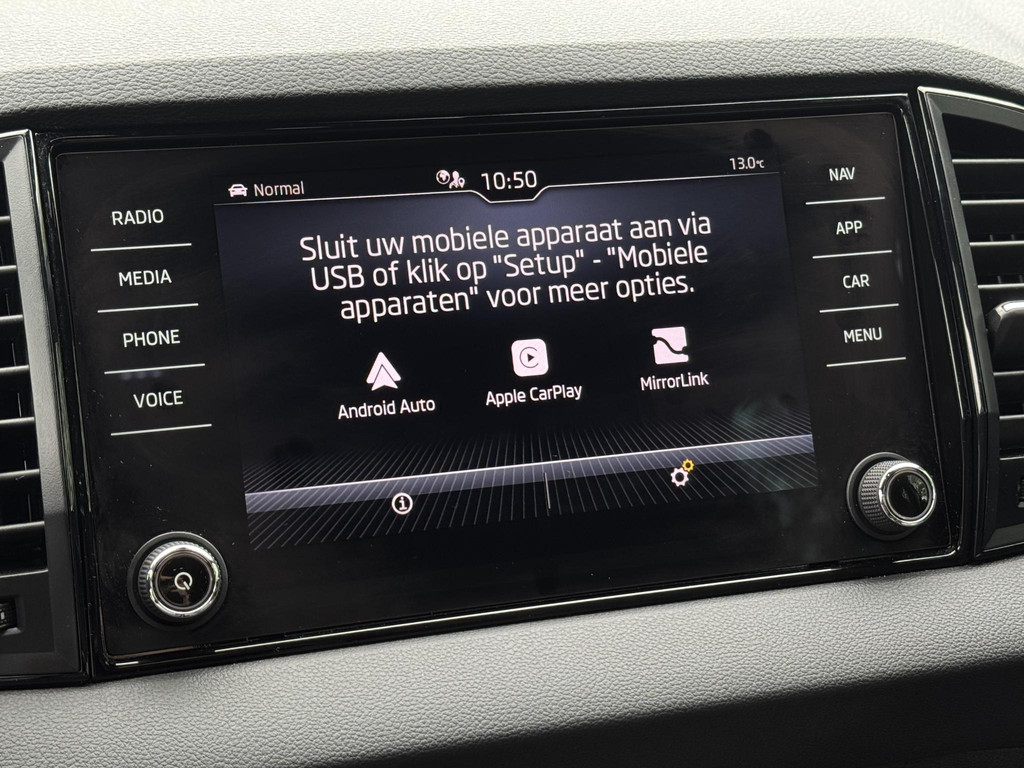 Normal
10:50
13.0°C
RADIO
MEDIA
PHONE
VOICE
Sluit uw mobiele apparaat aan via
USB of klik op "Setup" - "Mobiele
apparaten" voor meer opties.
Android Auto
Apple CarPlay
MirrorLink
NAV
APP
CAR
MENU